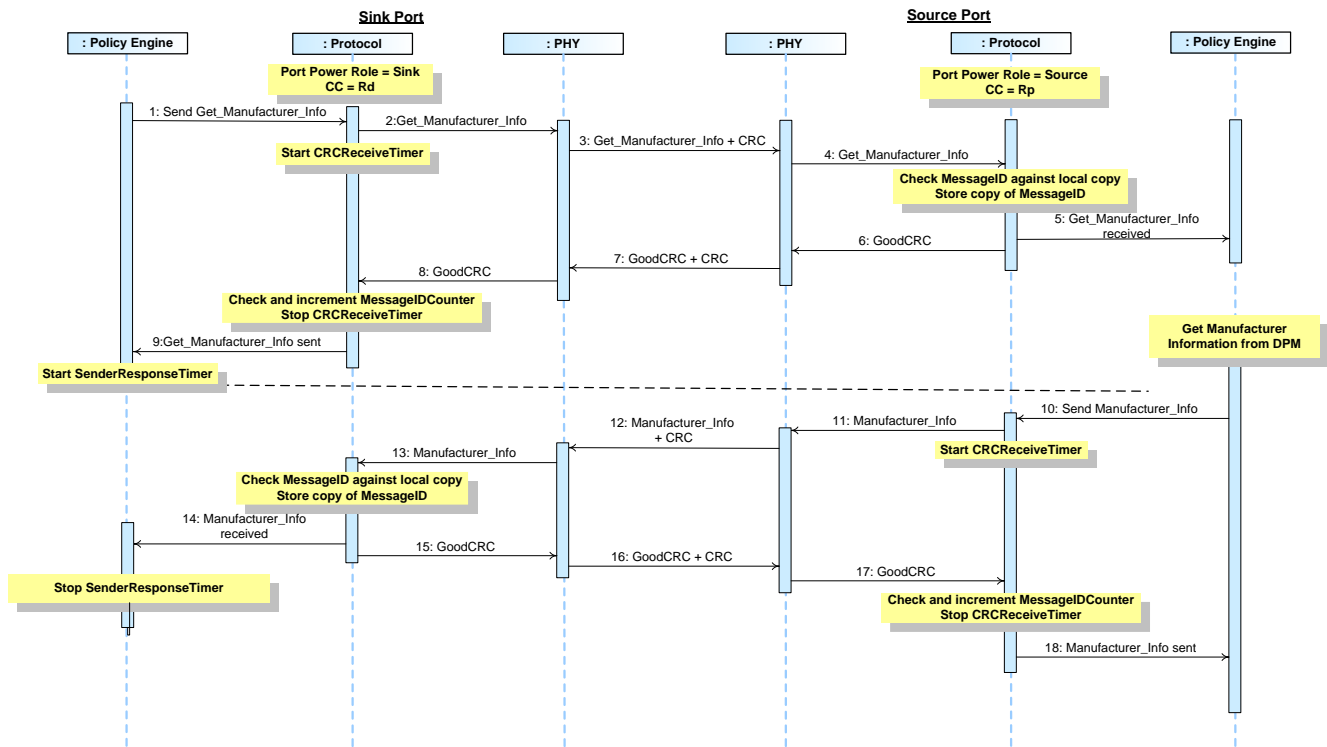 Sink Port
Source Port
: Policy Engine
: Protocol
: PHY
: PHY
: Protocol
: Policy Engine
Port Power Role = Sink
CC = Rd
Port Power Role = Source
CC = Rp
1: Send Get_Manufacturer_Info
2:Get_Manufacturer_Info
Start CRCReceiveTimer
3: Get_Manufacturer_Info + CRC
4: Get_Manufacturer_Info
Check MessageID against local copy
Store copy of MessageID
5: Get_Manufacturer_Info
received
6: GoodCRC
7: GoodCRC + CRC
8: GoodCRC
Check and increment MessageIDCounter
Stop CRCReceiveTimer
9:Get_Manufacturer_Info sent
Start SenderResponseTimer
Get Manufacturer
Information from DPM
10: Send Manufacturer_Info
11: Manufacturer_Info
Start CRCReceiveTimer
12: Manufacturer_Info
+ CRC
13: Manufacturer_Info
Check MessageID against local copy
Store copy of MessageID
14: Manufacturer_Info
received
15: GoodCRC
16: GoodCRC + CRC
17: GoodCRC
Stop SenderResponseTimer
Check and increment MessageIDCounter
Stop CRCReceiveTimer
18: Manufacturer_Info sent